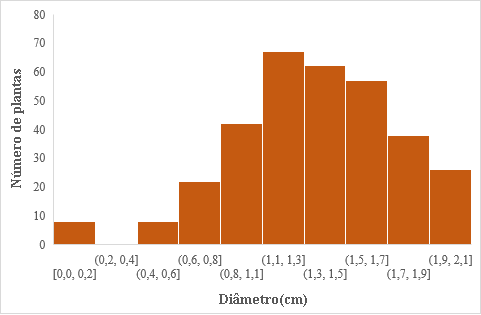 Número de plantas
80
70
60
50
40
30
20
10
0
(0,2, 0,4] (0,6, 0,8] (1,1, 1,3] (1,5, 1,7] (1,9, 2,1]
[0,0, 0,2] (0,4, 0,6] (0,8, 1,1] (1,3, 1,5] (1,7, 1,9]
Diâmetro(cm)